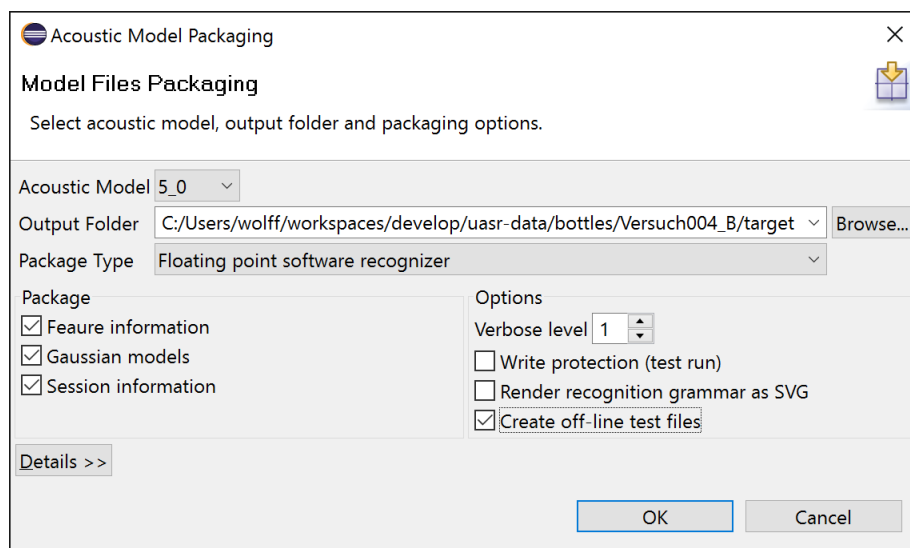 Acoustic Model Packaging
Model Files Packaging
Select acoustic model, output folder and packaging options.
Acoustic Model 5_0
Output Folder C:/Users/wolff/workspaces/develop/uasr-data/bottles/Versuch004_B/target Browse...
Package Type Floating point software recognizer
Package
Feaure information
Gaussian models
Session information
Options
Verbose level 1
Write protection (test run)
Render recognition grammar as SVG
Create off-line test files
Details >>
OK Cancel